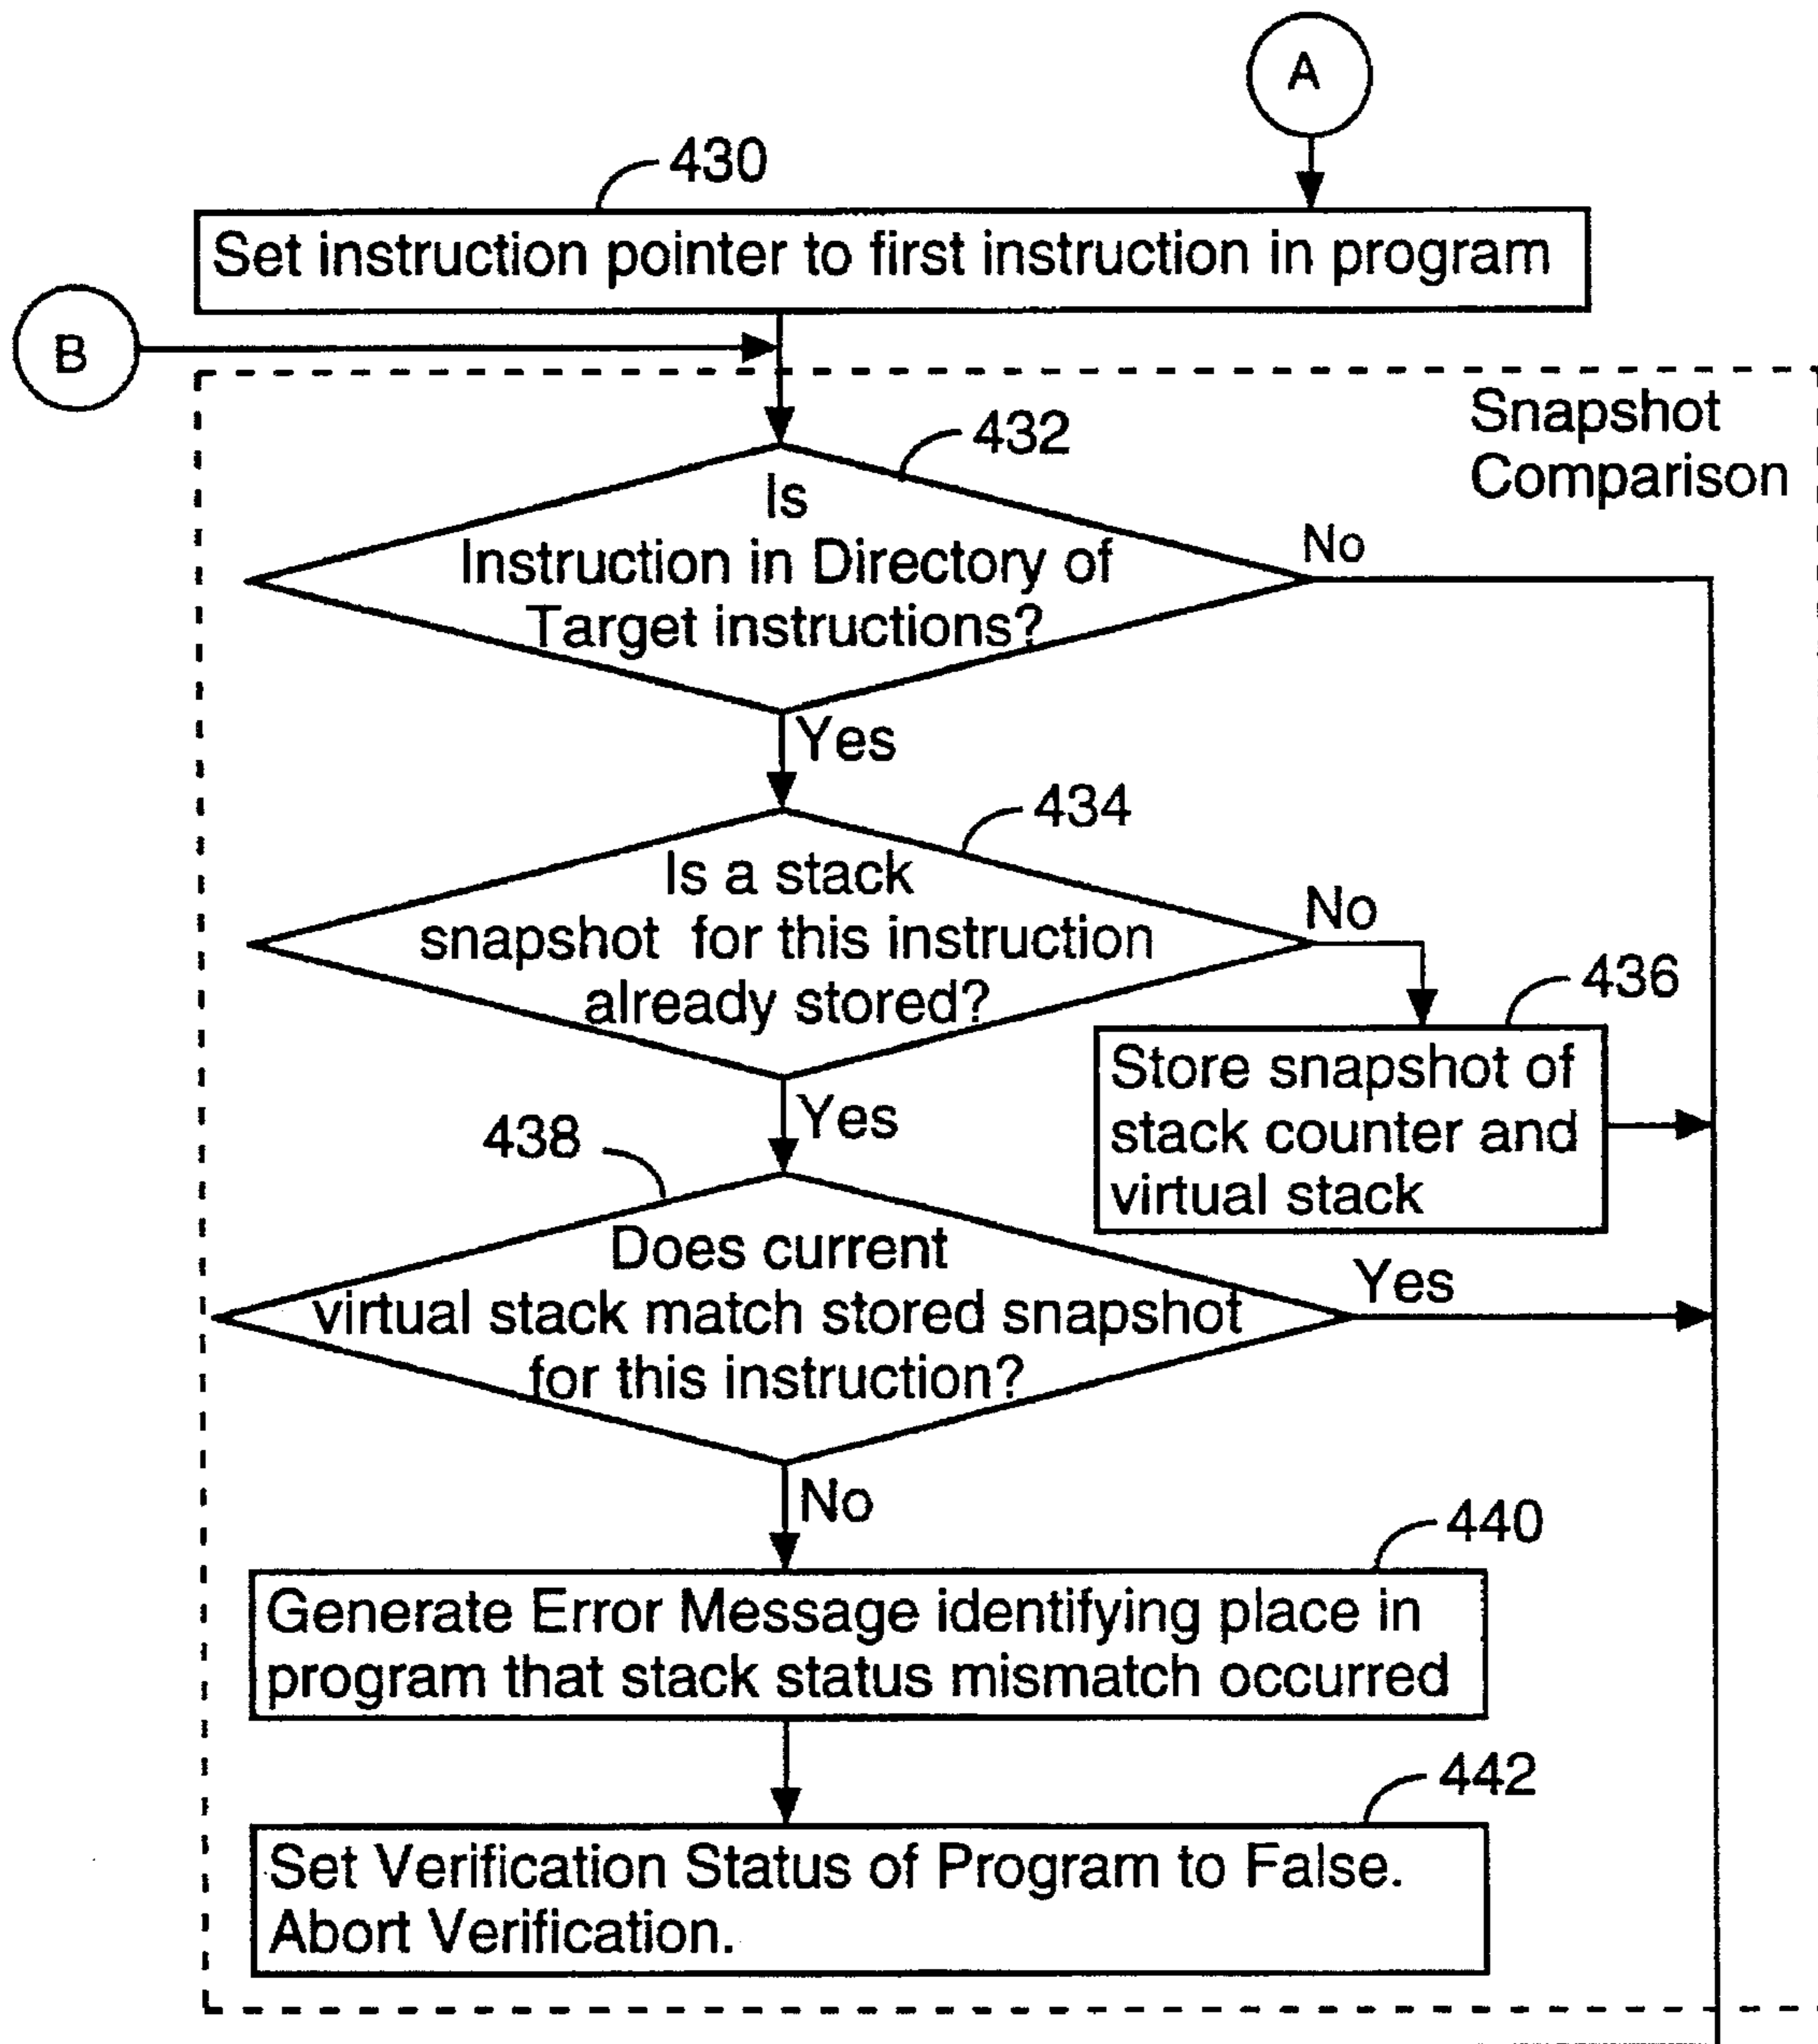 A
430
Set instruction pointer to first instruction in program
B
Snapshot
Comparison
432
Is
Instruction in Directory of
Target instructions?
No
Yes
434
Is a stack
snapshot for this instruction
already stored?
No
436
Store snapshot of
stack counter and
virtual stack
Yes
438
Does current
virtual stack match stored snapshot
for this instruction?
Yes
No
440
Generate Error Message identifying place in
program that stack status mismatch occurred
442
Set Verification Status of Program to False.
Abort Verification.